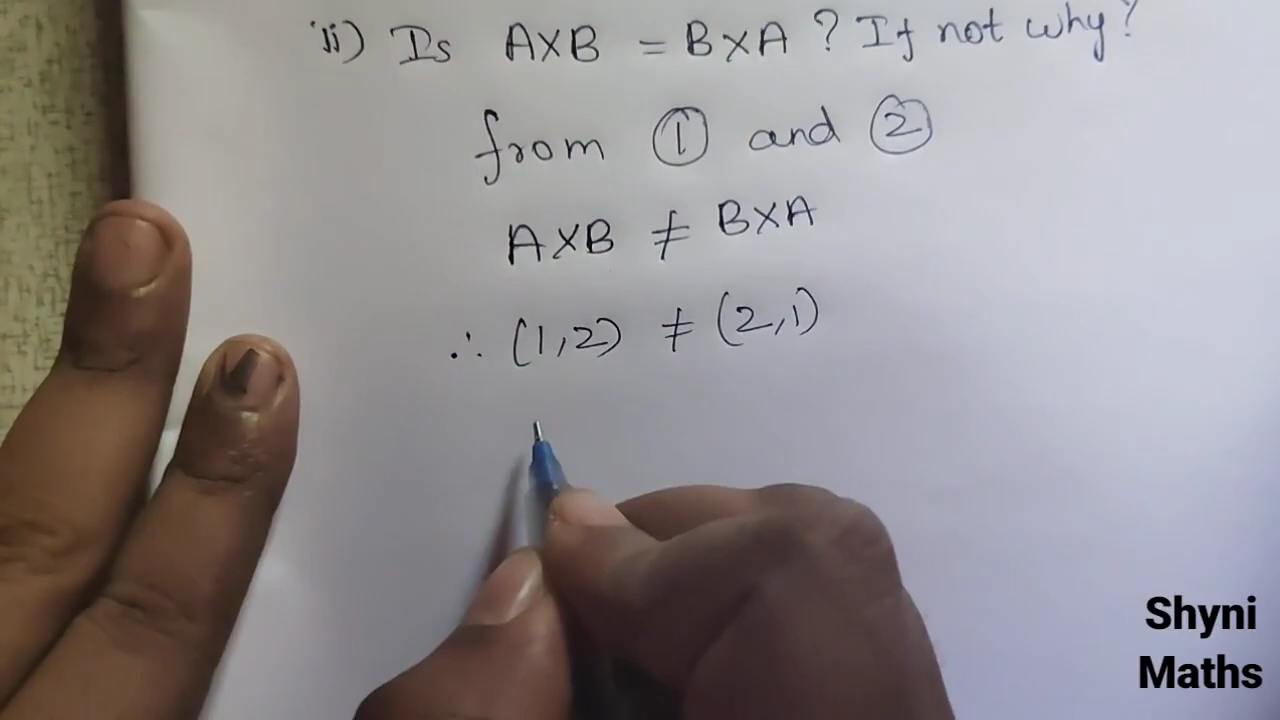 ii) Is A×B = B×A ? If not why?
from ① and ②
A×B ≠ B×A
∴ (1,2) ≠ (2,1)
Shyni
Maths